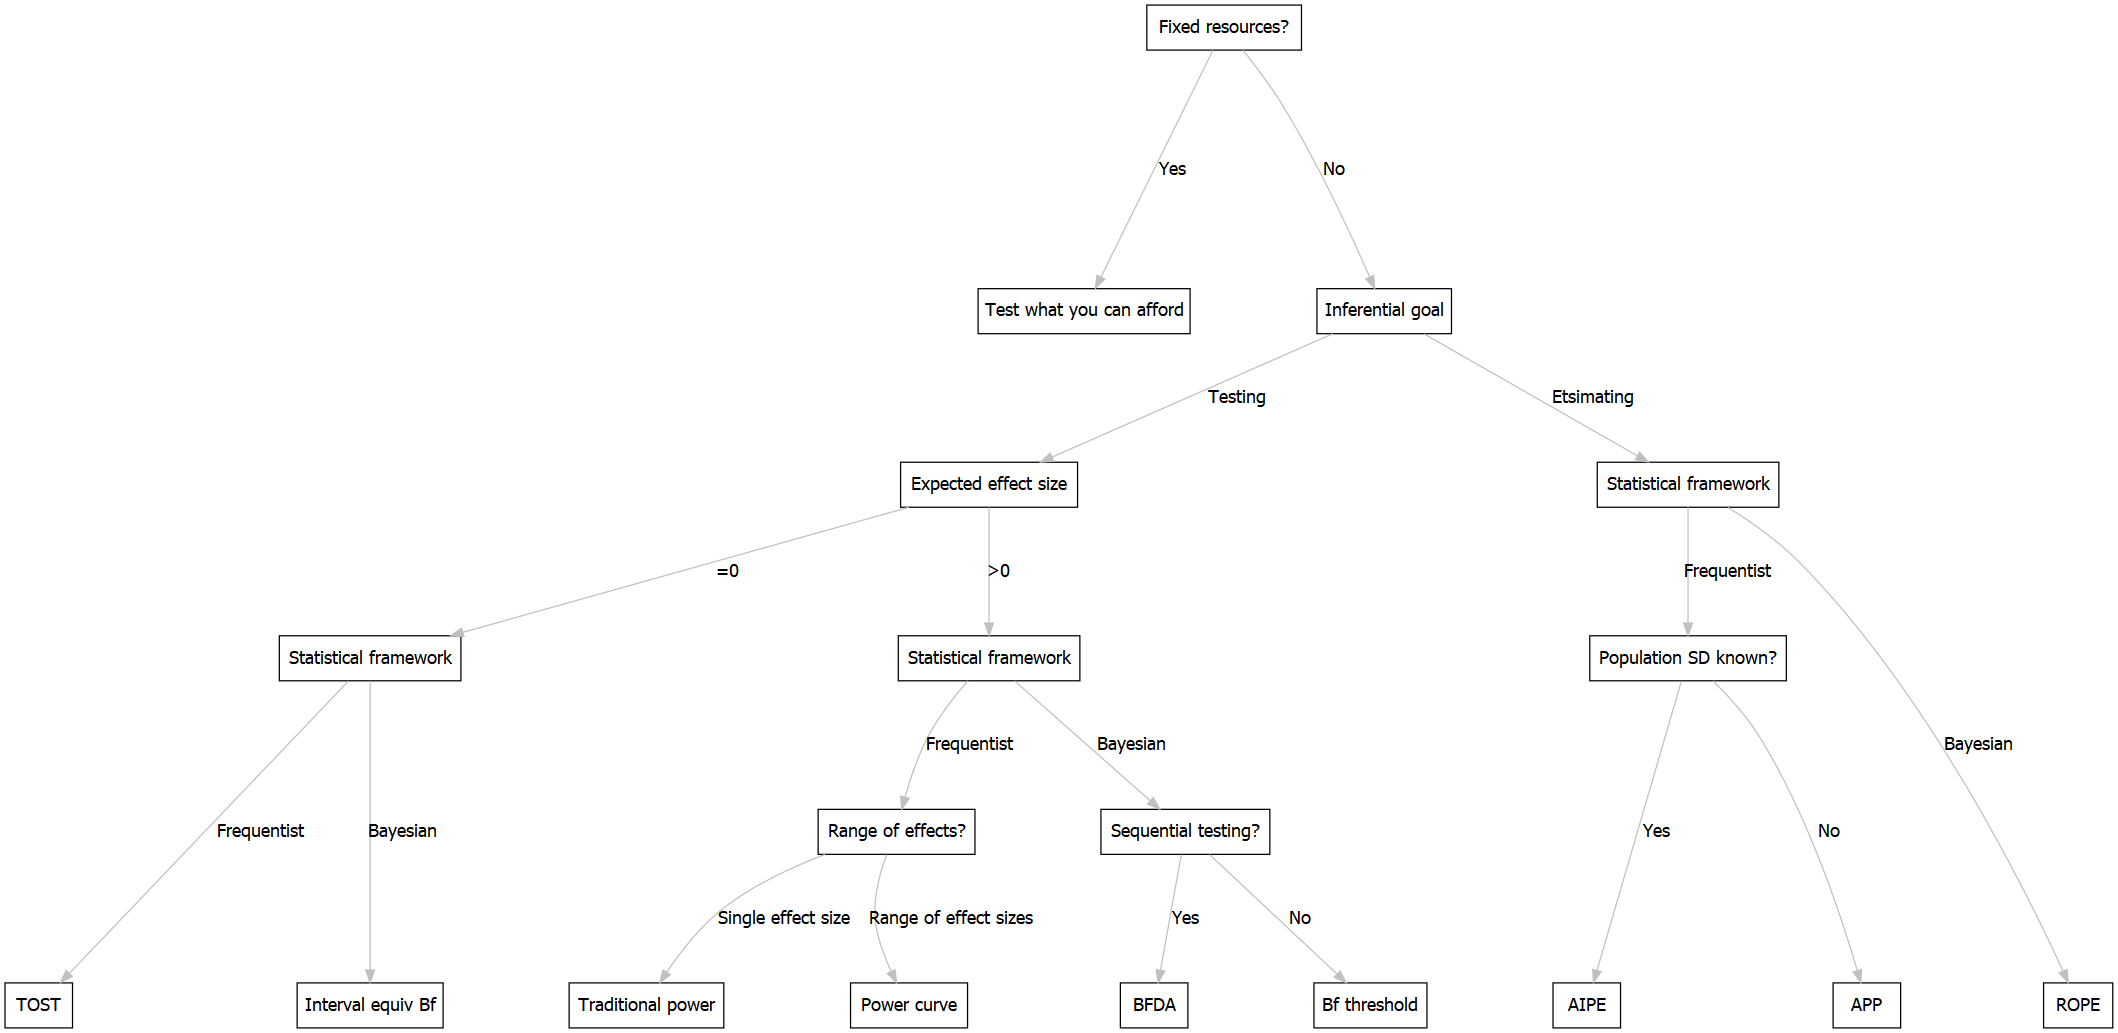 Fixed resources?
Yes
No
Test what you can afford
Inferential goal
Testing
Etsimating
Expected effect size
Statistical framework
=0
>0
Frequentist
Statistical framework
Statistical framework
Population SD known?
Frequentist
Bayesian
Bayesian
Frequentist
Bayesian
Range of effects?
Sequential testing?
Yes
No
Single effect size
Range of effect sizes
Yes
No
TOST
Interval equiv Bf
Traditional power
Power curve
BFDA
Bf threshold
AIPE
APP
ROPE